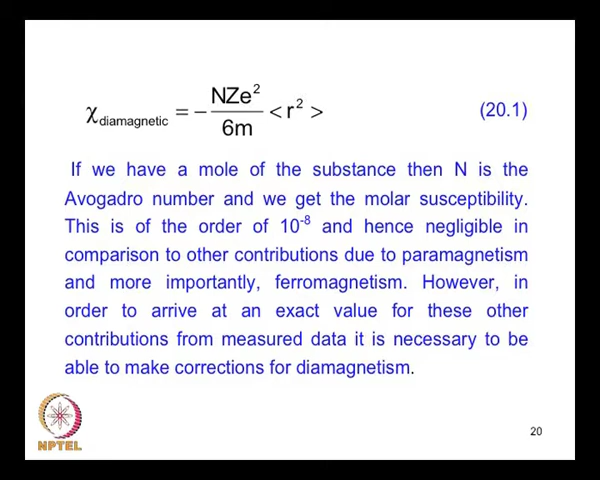 χdiamagnetic = − NZe²/6m < r² > (20.1)
If we have a mole of the substance then N is the
Avogadro number and we get the molar susceptibility.
This is of the order of 10⁻⁸ and hence negligible in
comparison to other contributions due to paramagnetism
and more importantly, ferromagnetism. However, in
order to arrive at an exact value for these other
contributions from measured data it is necessary to be
able to make corrections for diamagnetism.
NPTEL
20